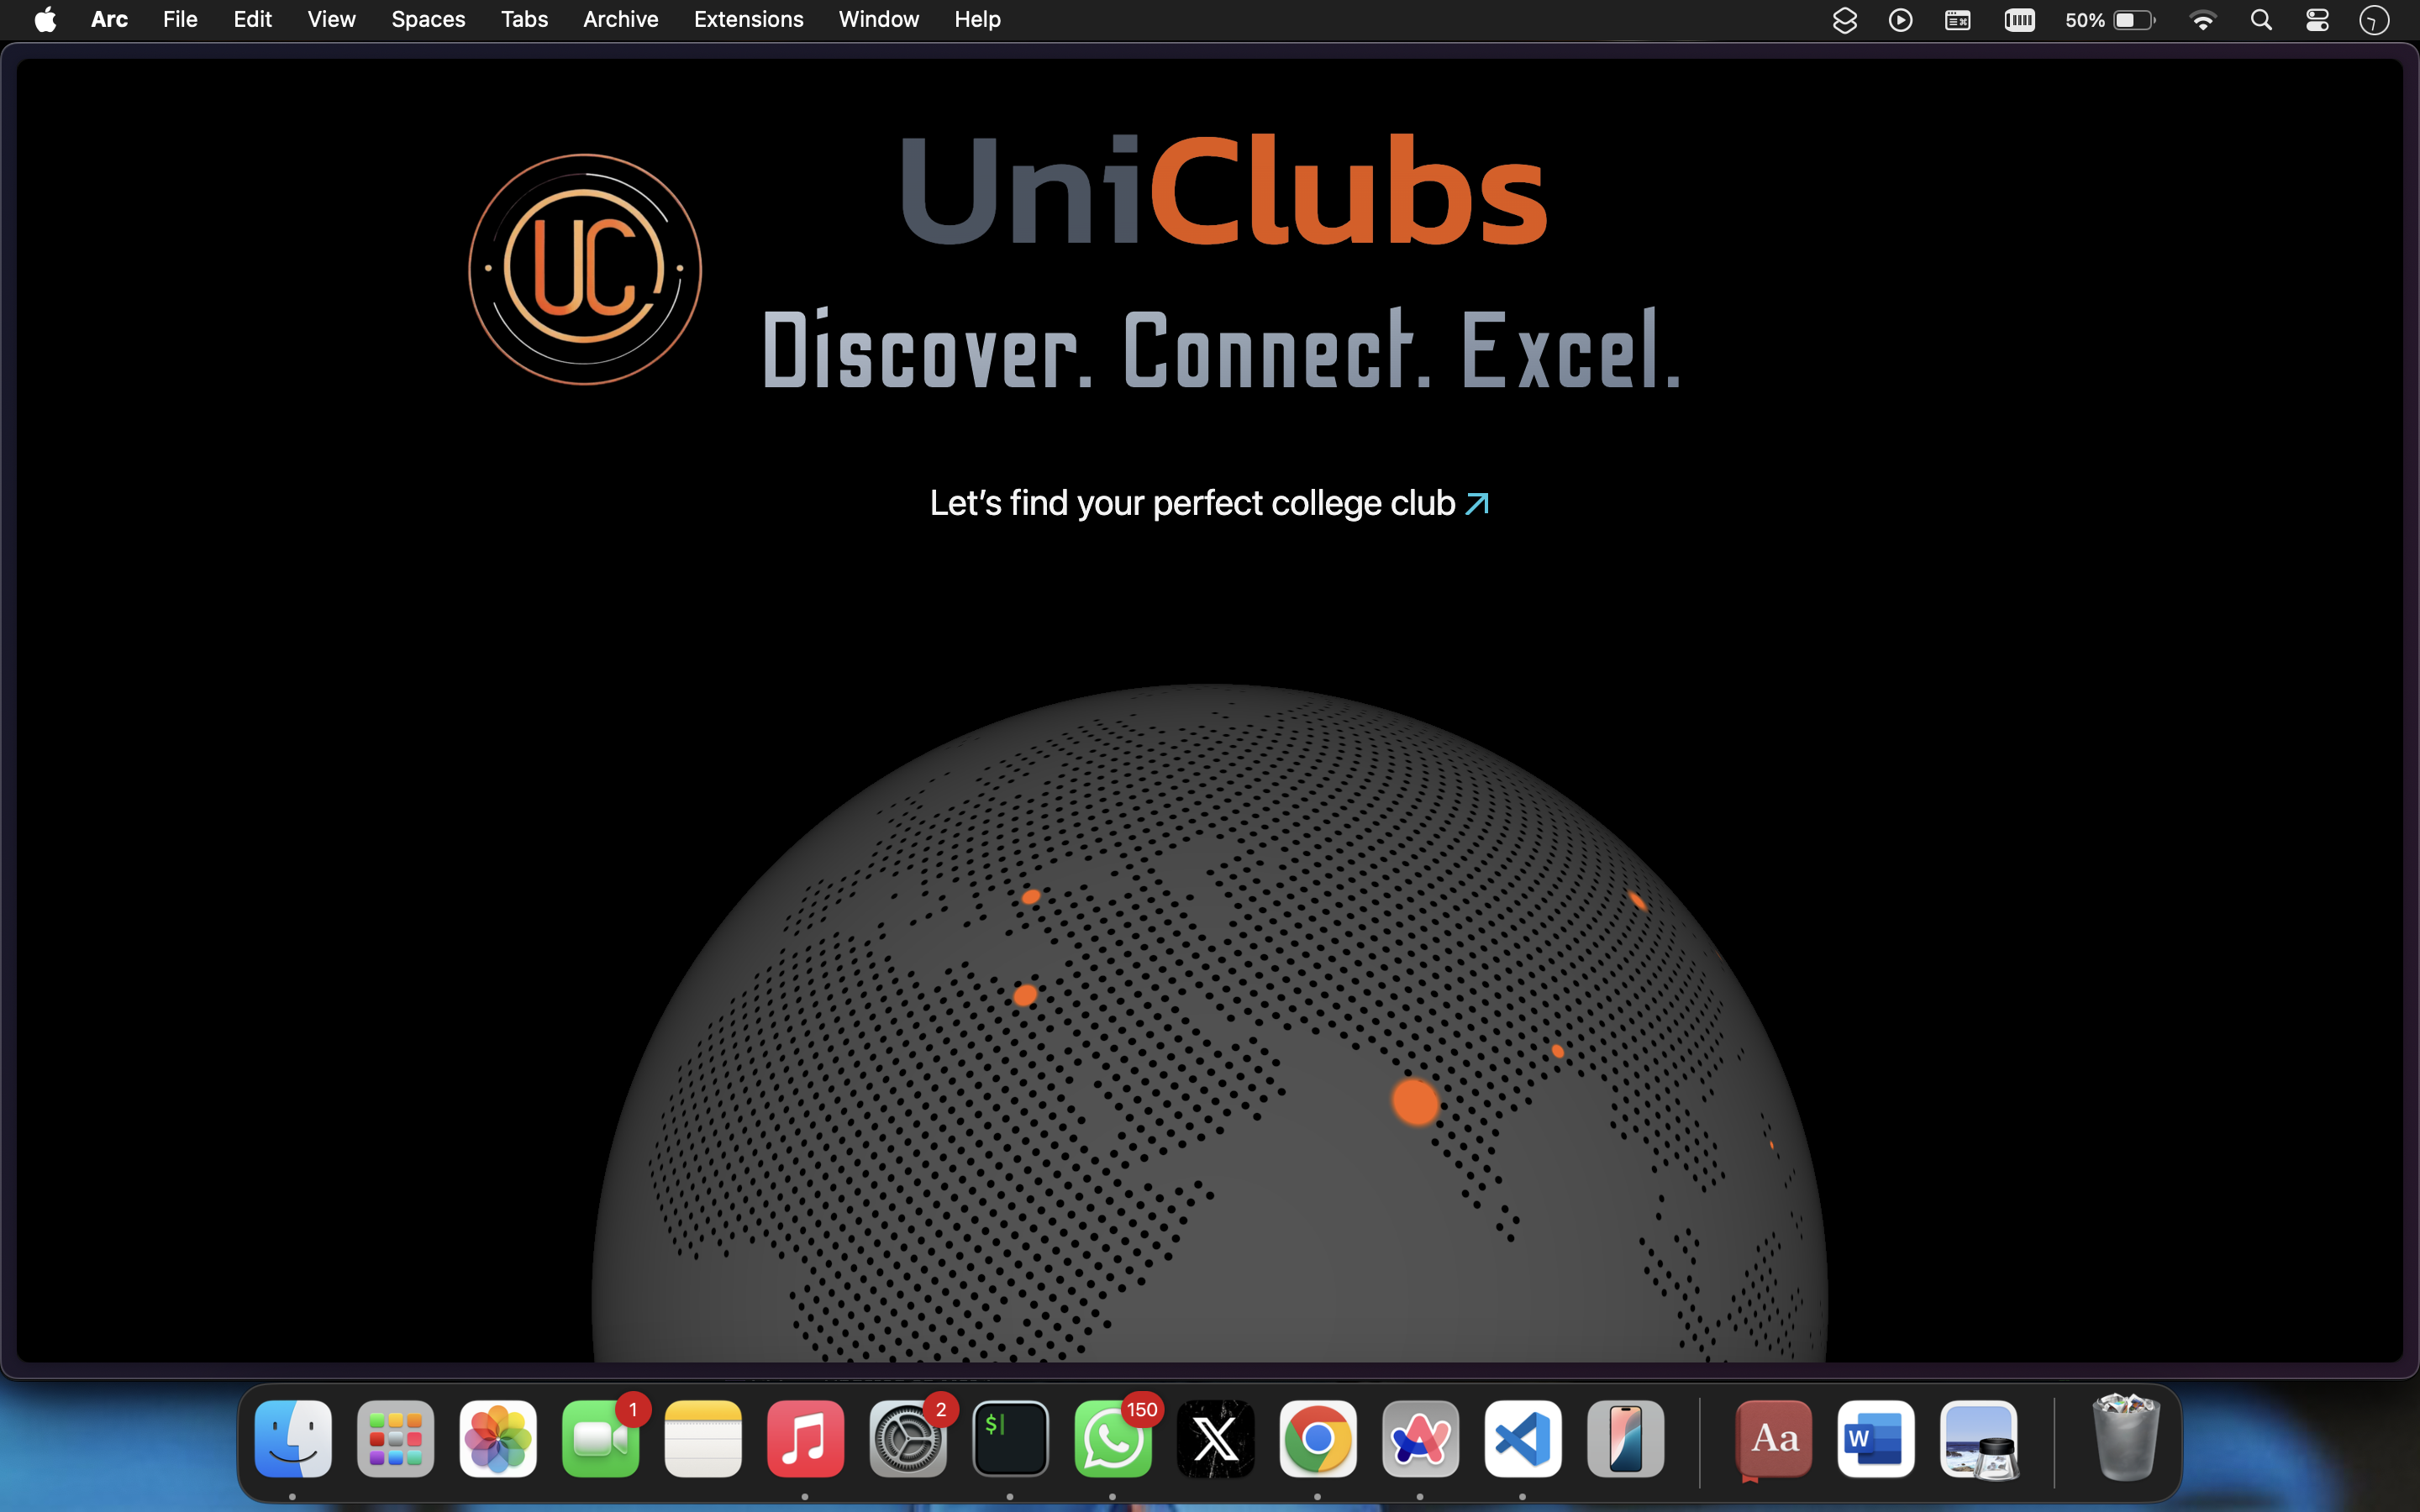 Arc File Edit View Spaces Tabs Archive Extensions Window Help 50%
UniClubs
UC
Discover. Connect. Excel.
Let's find your perfect college club
1
2
$
150
Aa
W